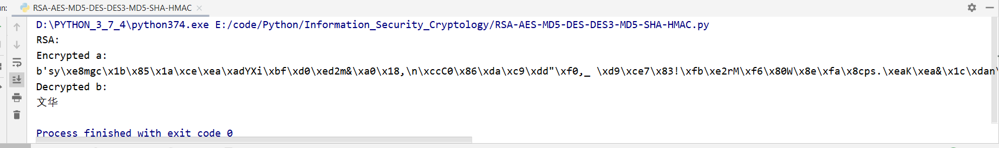 un:
RSA-AES-MD5-DES-DES3-MD5-SHA-HMAC
D:\PYTHON_3_7_4\python374.exe E:/code/Python/Information_Security_Cryptology/RSA-AES-MD5-DES-DES3-MD5-SHA-HMAC.py
RSA:
Encrypted a:
b'sy\xe8mgc\x1b\x85\x1a\xce\xea\xadYXi\xbf\xd0\xed2m&\xa0\x18,\n\xccC0\x86\xda\xc9\xdd"\xf0,_ \xd9\xce7\x83!\xfb\xe2rM\xf6\x80W\x8e\xfa\x8cps.\xeaK\xea&\x1c\xdan\
Decrypted b:
文华
Process finished with exit code 0